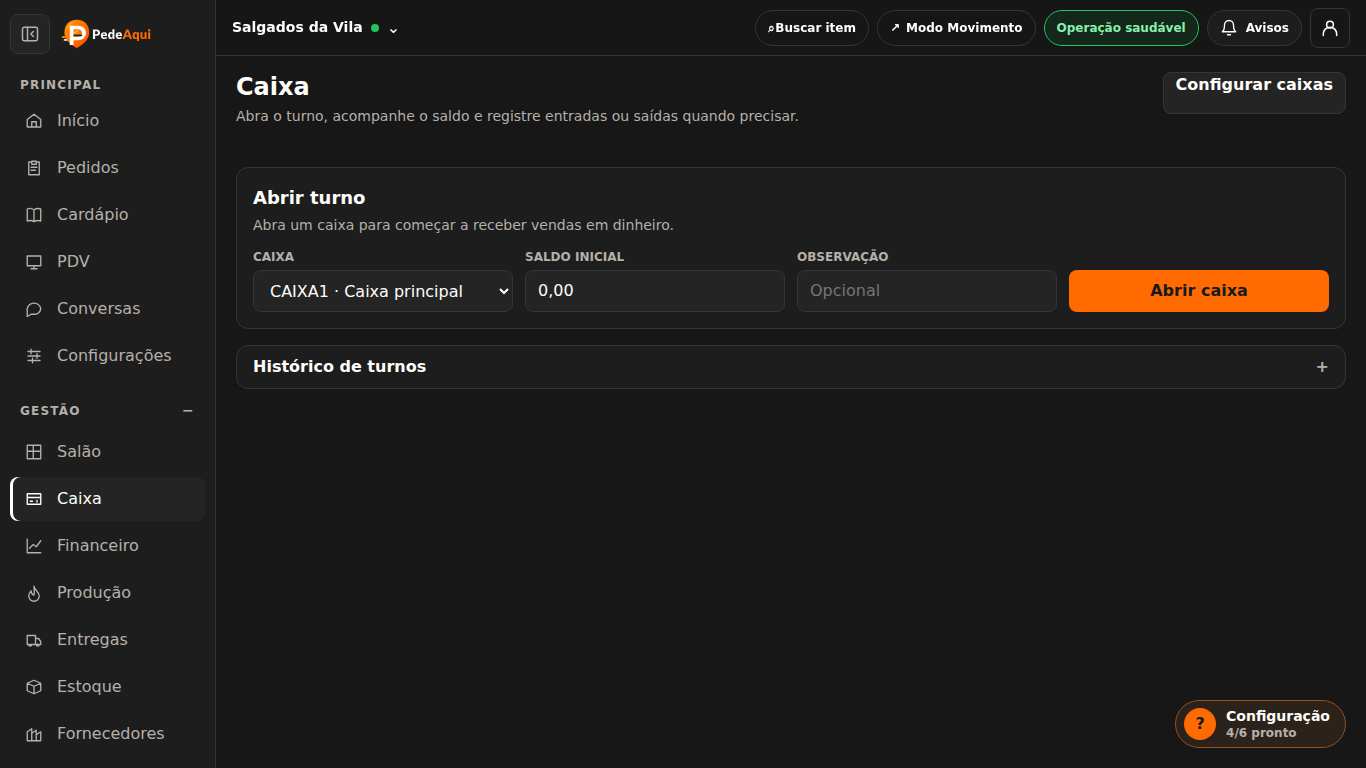 PedeAqui
PRINCIPAL
Início
Pedidos
Cardápio
PDV
Conversas
Configurações
GESTÃO
Salão
Caixa
Financeiro
Produção
Entregas
Estoque
Fornecedores
Salgados da Vila
Buscar item
↗ Modo Movimento
Operação saudável
Avisos
Caixa
Abra o turno, acompanhe o saldo e registre entradas ou saídas quando precisar.
Configurar caixas
Abrir turno
Abra um caixa para começar a receber vendas em dinheiro.
CAIXA
SALDO INICIAL
OBSERVAÇÃO
CAIXA1 · Caixa principal
0,00
Opcional
Abrir caixa
Histórico de turnos
+
?
Configuração
4/6 pronto